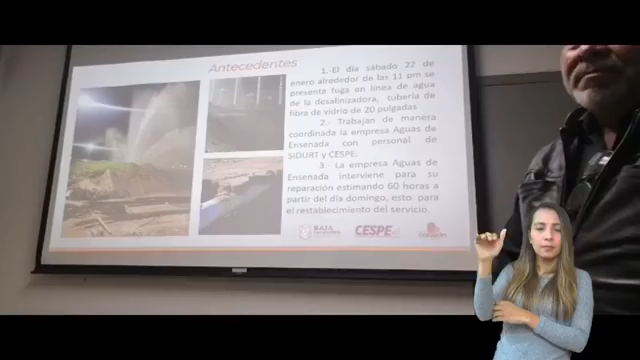 Antecedentes
1.-El día sábado 22 de
enero alrededor de las 11 pm se
presenta fuga en línea de agua
de la desalinizadora, tubería de
fibra de vidrio de 20 pulgadas
2.- Trabajan de manera
coordinada la empresa Aguas de
Ensenada con personal de
SIDURT y CESPE.
3.- La empresa Aguas de
Ensenada interviene para su
reparación estimando 60 horas a
partir del día domingo, esto para
el restablecimiento del servicio.
BAJA
CALIFORNIA
CESPE